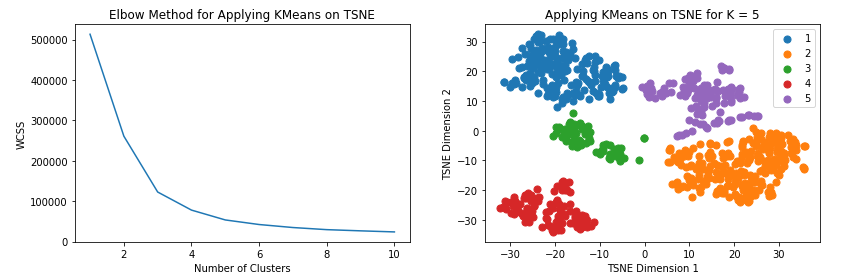 Elbow Method for Applying KMeans on TSNE
500000
400000
300000
200000
100000
0
WCSS
2 4 6 8 10
Number of Clusters
Applying KMeans on TSNE for K = 5
30
20
10
0
−10
−20
−30
TSNE Dimension 2
−30 −20 −10 0 10 20 30
TSNE Dimension 1
1
2
3
4
5